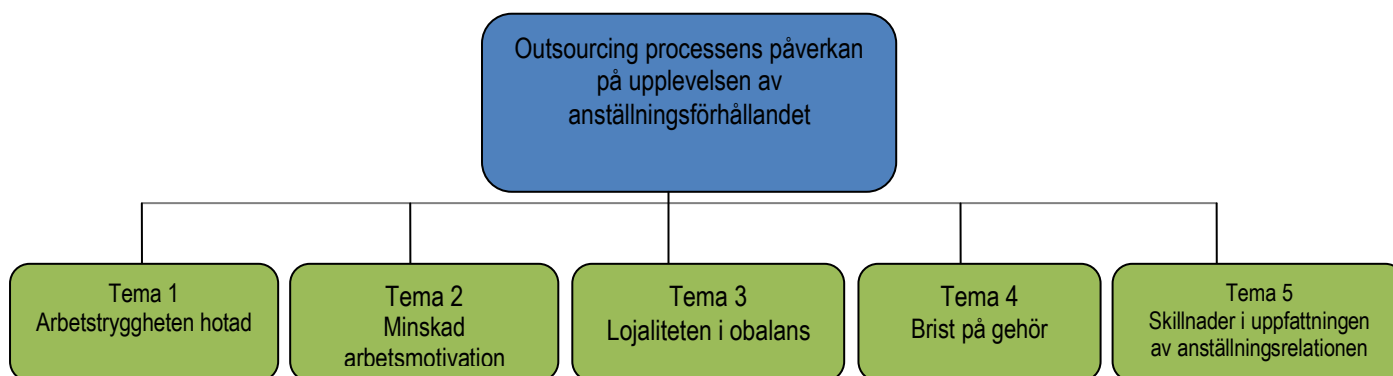 Outsourcing processens påverkan
på upplevelsen av
anställningsförhållandet
Tema 1
Arbetstryggheten hotad
Tema 2
Minskad
arbetsmotivation
Tema 3
Lojaliteten i obalans
Tema 4
Brist på gehör
Tema 5
Skillnader i uppfattningen
av anställningsrelationen